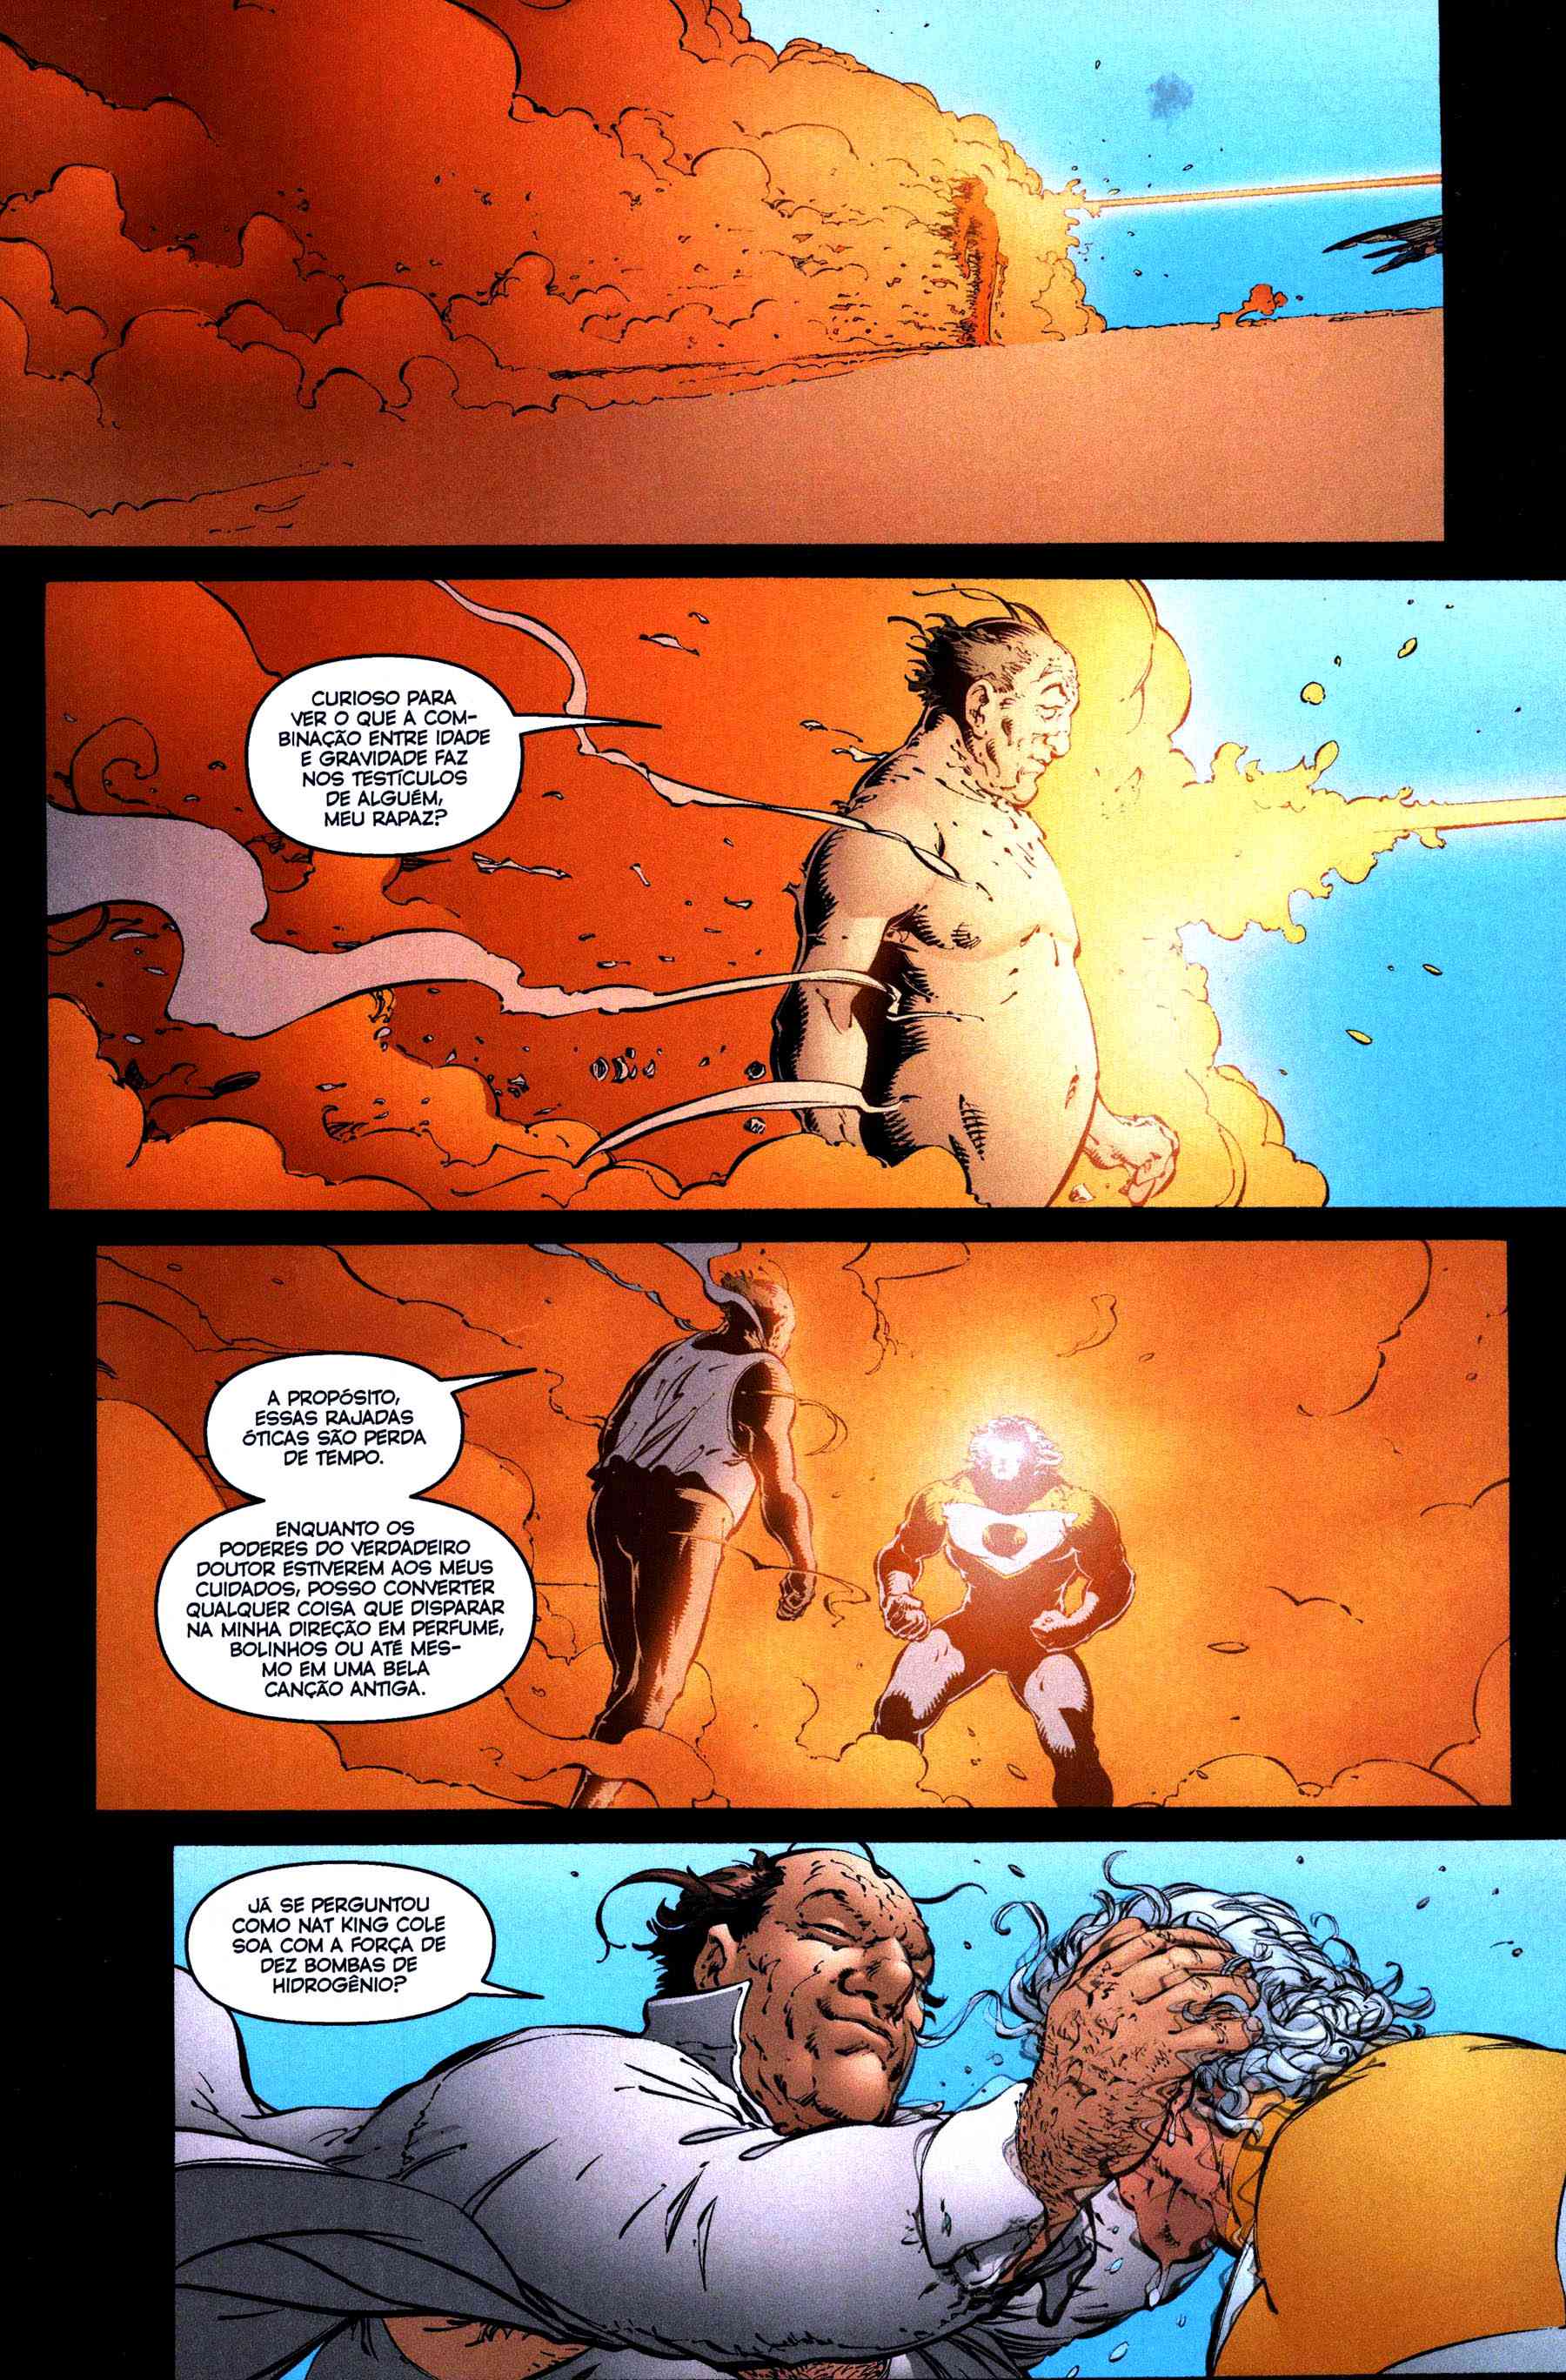 CURIOSO PARA
VER O QUE A COM-
BINAÇÃO ENTRE IDADE
E GRAVIDADE FAZ
NOS TESTÍCULOS
DE ALGUÉM,
MEU RAPAZ?
A PROPÓSITO,
ESSAS RAJADAS
ÓTICAS SÃO PERDA
DE TEMPO.
ENQUANTO OS
PODERES DO VERDADEIRO
DOUTOR ESTIVEREM AOS MEUS
CUIDADOS, POSSO CONVERTER
QUALQUER COISA QUE DISPARAR
NA MINHA DIREÇÃO EM PERFUME,
BOLINHOS OU ATÉ MES-
MO EM UMA BELA
CANÇÃO ANTIGA.
JÁ SE PERGUNTOU
COMO NAT KING COLE
SOA COM A FORÇA DE
DEZ BOMBAS DE
HIDROGÊNIO?